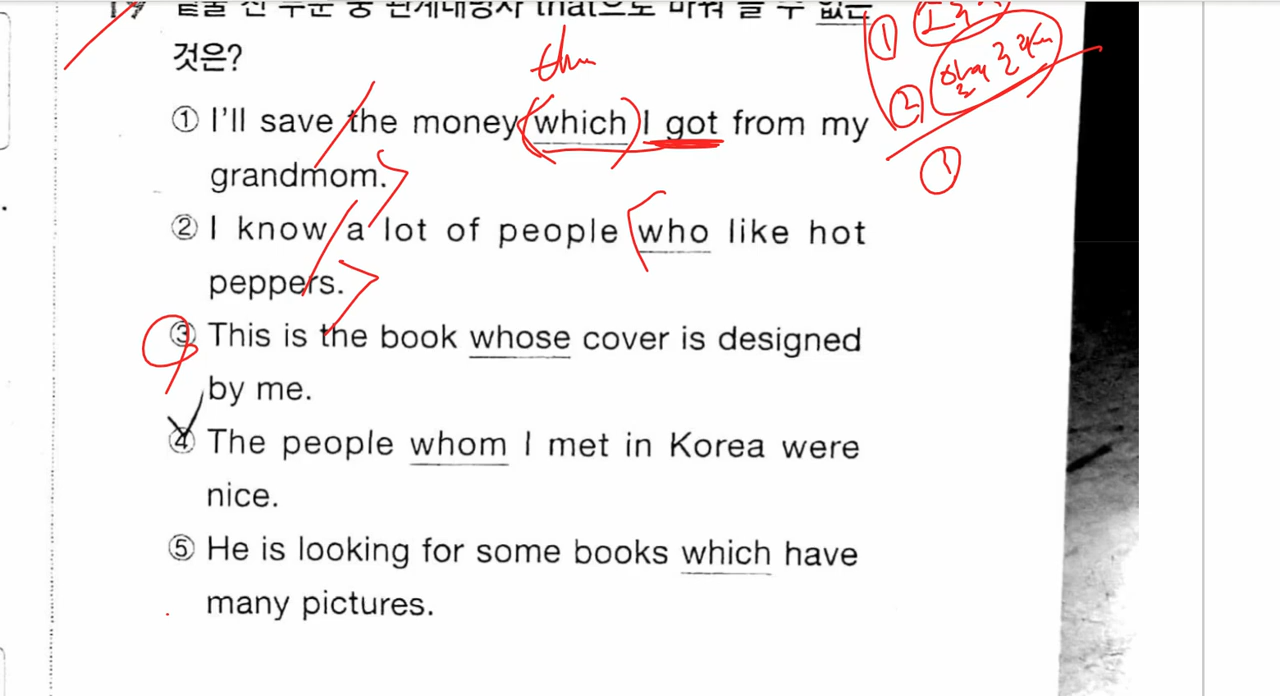 것은?
① I'll save the money which I got from my
grandmom.
② I know a lot of people who like hot
peppers.
③ This is the book whose cover is designed
by me.
④ The people whom I met in Korea were
nice.
⑤ He is looking for some books which have
many pictures.
①
②
①